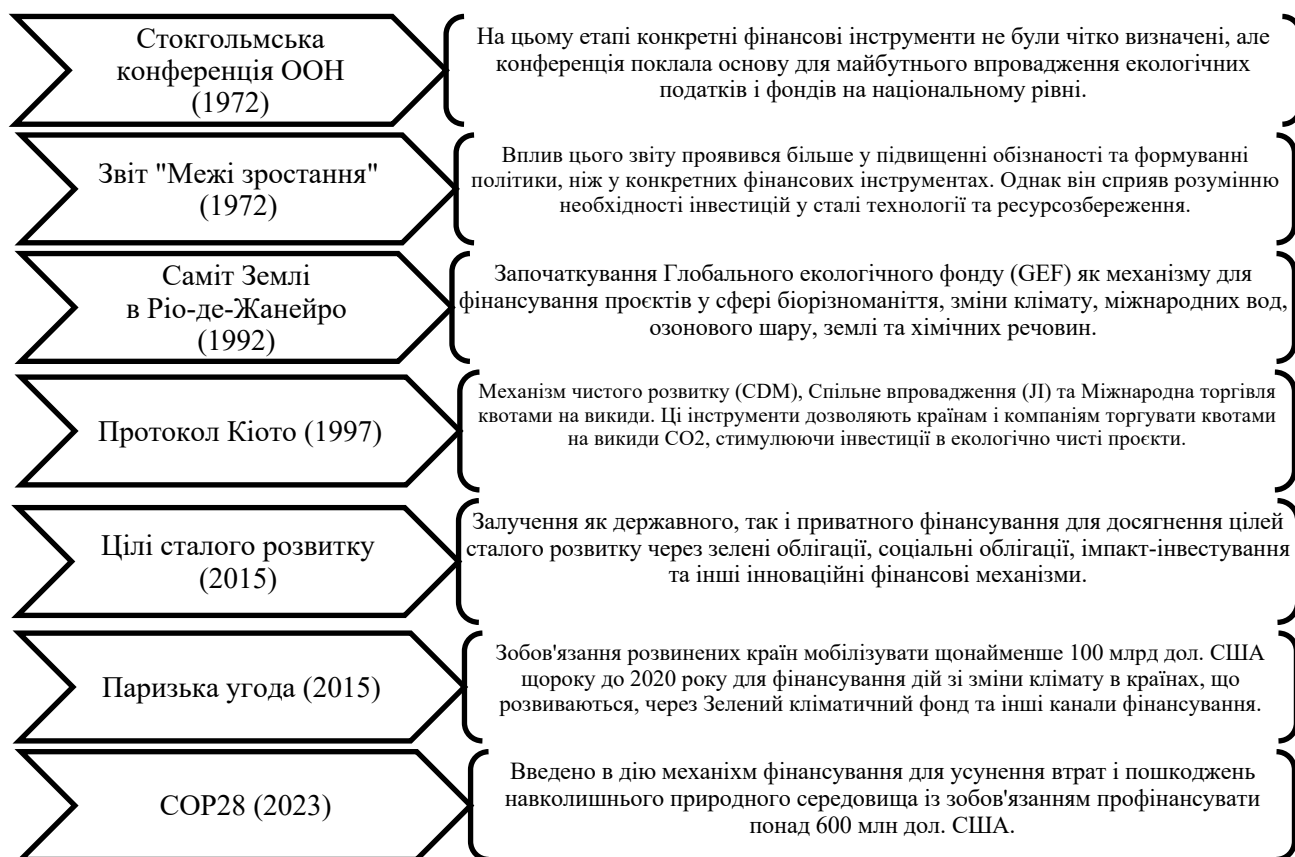 Стокгольмська
конференція ООН
(1972)
На цьому етапі конкретні фінансові інструменти не були чітко визначені, але
конференція поклала основу для майбутнього впровадження екологічних
податків і фондів на національному рівні.
Звіт "Межі зростання"
(1972)
Вплив цього звіту проявився більше у підвищенні обізнаності та формуванні
політики, ніж у конкретних фінансових інструментах. Однак він сприяв розумінню
необхідності інвестицій у сталі технології та ресурсозбереження.
Саміт Землі
в Ріо-де-Жанейро
(1992)
Започаткування Глобального екологічного фонду (GEF) як механізму для
фінансування проєктів у сфері біорізноманіття, зміни клімату, міжнародних вод,
озонового шару, землі та хімічних речовин.
Протокол Кіото (1997)
Механізм чистого розвитку (CDM), Спільне впровадження (JI) та Міжнародна торгівля
квотами на викиди. Ці інструменти дозволяють країнам і компаніям торгувати квотами
на викиди CO2, стимулюючи інвестиції в екологічно чисті проєкти.
Цілі сталого розвитку
(2015)
Залучення як державного, так і приватного фінансування для досягнення цілей
сталого розвитку через зелені облігації, соціальні облігації, імпакт-інвестування
та інші інноваційні фінансові механізми.
Паризька угода (2015)
Зобов'язання розвинених країн мобілізувати щонайменше 100 млрд дол. США
щороку до 2020 року для фінансування дій зі зміни клімату в країнах, що
розвиваються, через Зелений кліматичний фонд та інші канали фінансування.
COP28 (2023)
Введено в дію механіхм фінансування для усунення втрат і пошкоджень
навколишнього природного середовища із зобов'язанням профінансувати
понад 600 млн дол. США.